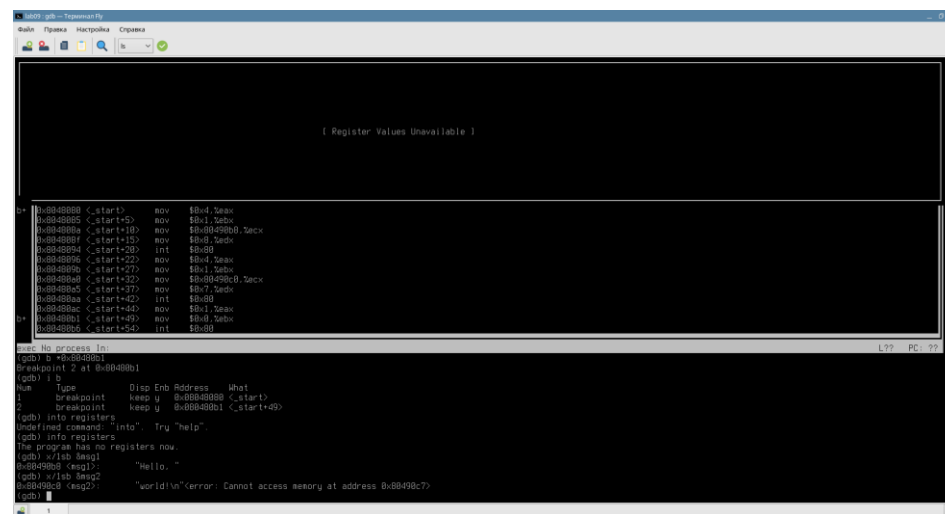 lab09 : gdb — Терминал Fly
Файл Правка Настройка Справка
[ Register Values Unavailable ]
b+ 0x8048080 <_start> mov $0x4,%eax
0x8048085 <_start+5> mov $0x1,%ebx
0x804808a <_start+10> mov $0x80490b8,%ecx
0x804808f <_start+15> mov $0x8,%edx
0x8048094 <_start+20> int $0x80
0x8048096 <_start+22> mov $0x4,%eax
0x804809b <_start+27> mov $0x1,%ebx
0x80480a0 <_start+32> mov $0x80490c0,%ecx
0x80480a5 <_start+37> mov $0x7,%edx
0x80480aa <_start+42> int $0x80
0x80480ac <_start+44> mov $0x1,%eax
b+ 0x80480b1 <_start+49> mov $0x0,%ebx
0x80480b6 <_start+54> int $0x80
exec No process In: L?? PC: ??
(gdb) b *0x80480b1
Breakpoint 2 at 0x80480b1
(gdb) i b
Num Type Disp Enb Address What
1 breakpoint keep y 0x08048080 <_start>
2 breakpoint keep y 0x080480b1 <_start+49>
(gdb) into registers
Undefined command: "into". Try "help".
(gdb) info registers
The program has no registers now.
(gdb) x/1sb &msg1
0x80490b8 <msg1>: "Hello, "
(gdb) x/1sb &msg2
0x80490c0 <msg2>: "world!\n"<error: Cannot access memory at address 0x80490c7>
(gdb)
1